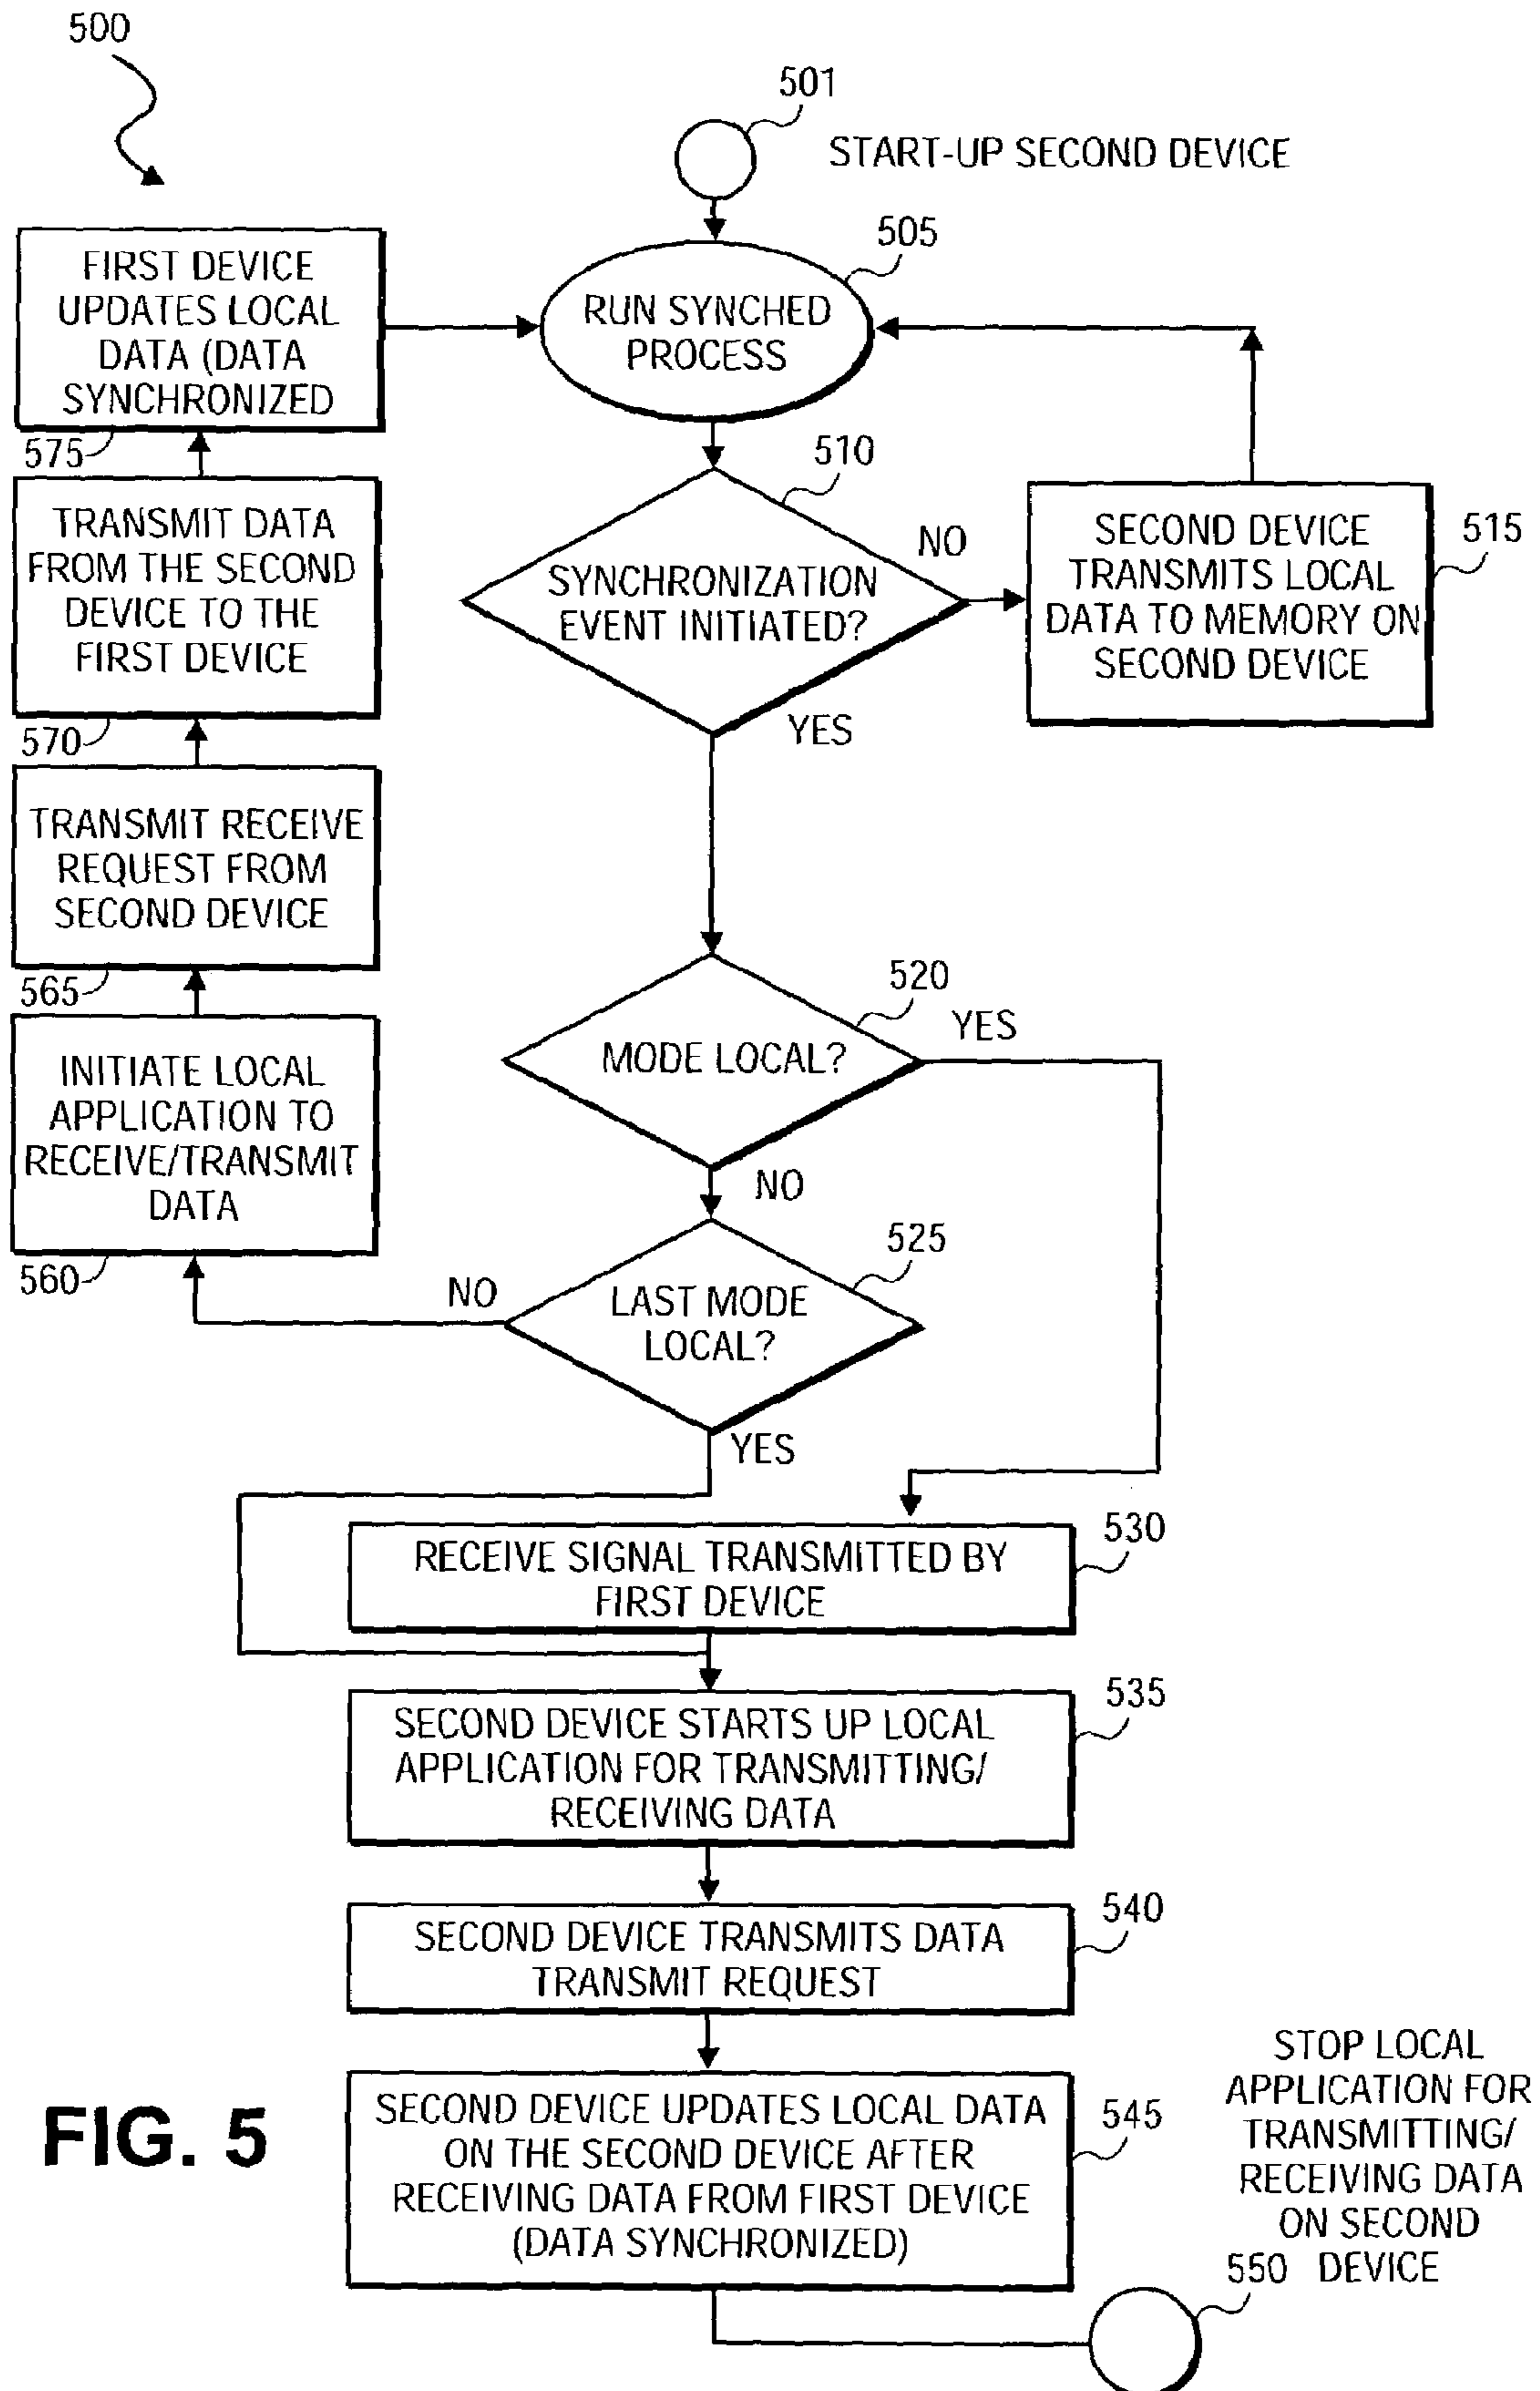 500
501
START-UP SECOND DEVICE
505
RUN SYNCHED
PROCESS
FIRST DEVICE
UPDATES LOCAL
DATA (DATA
SYNCHRONIZED
575
510
SYNCHRONIZATION
EVENT INITIATED?
NO
YES
SECOND DEVICE
TRANSMITS LOCAL
DATA TO MEMORY ON
SECOND DEVICE
515
TRANSMIT DATA
FROM THE SECOND
DEVICE TO THE
FIRST DEVICE
570
TRANSMIT RECEIVE
REQUEST FROM
SECOND DEVICE
565
520
MODE LOCAL?
YES
NO
INITIATE LOCAL
APPLICATION TO
RECEIVE/TRANSMIT
DATA
560
525
LAST MODE
LOCAL?
NO
YES
RECEIVE SIGNAL TRANSMITTED BY
FIRST DEVICE
530
SECOND DEVICE STARTS UP LOCAL
APPLICATION FOR TRANSMITTING/
RECEIVING DATA
535
SECOND DEVICE TRANSMITS DATA
TRANSMIT REQUEST
540
SECOND DEVICE UPDATES LOCAL DATA
ON THE SECOND DEVICE AFTER
RECEIVING DATA FROM FIRST DEVICE
(DATA SYNCHRONIZED)
545
STOP LOCAL
APPLICATION FOR
TRANSMITTING/
RECEIVING DATA
ON SECOND
DEVICE
550
FIG. 5